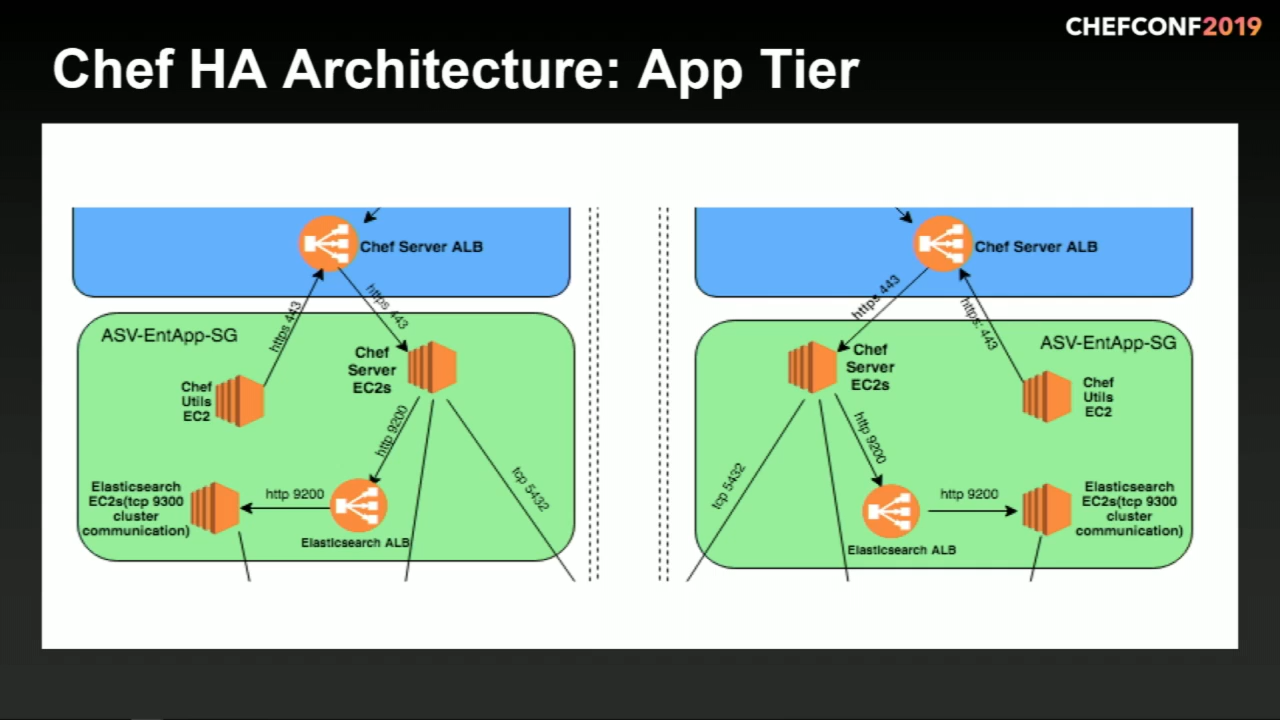 CHEFCONF2019
Chef HA Architecture: App Tier
Chef Server ALB
https 443
https 443
ASV-EntApp-SG
Chef
Server
EC2s
Chef
Utils
EC2
http 9200
tcp 5432
Elasticsearch
EC2s(tcp 9300
cluster
communication)
http 9200
Elasticsearch ALB
Chef Server ALB
https 443
https: 443
ASV-EntApp-SG
Chef
Server
EC2s
Chef
Utils
EC2
tcp 5432
http 9200
http 9200
Elasticsearch
EC2s(tcp 9300
cluster
communication)
Elasticsearch ALB